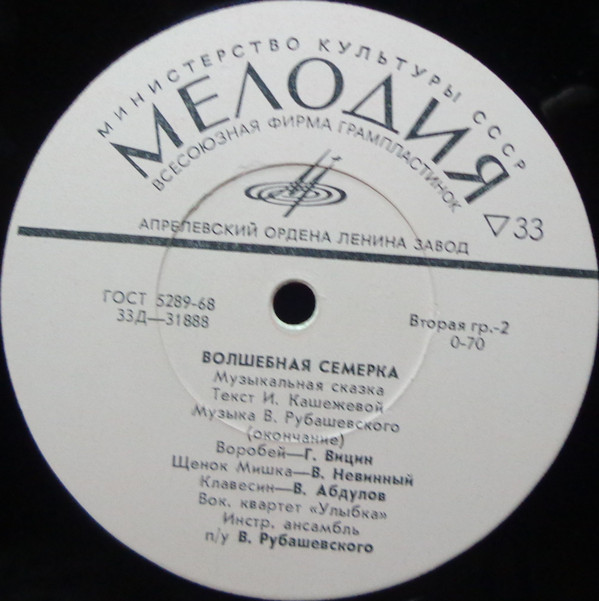 МИНИСТЕРСТВО КУЛЬТУРЫ СССР
МЕЛОДИЯ
ВСЕСОЮЗНАЯ ФИРМА ГРАМПЛАСТИНОК
▽33
АПРЕЛЕВСКИЙ ОРДЕНА ЛЕНИНА ЗАВОД
ГОСТ 5289-68
33Д—31888
Вторая гр.-2
0-70
ВОЛШЕБНАЯ СЕМЕРКА
Музыкальная сказка
Текст И. Кашежевой
Музыка В. Рубашевского
(окончание)
Воробей—Г. Вицин
Щенок Мишка—В. Невинный
Клавесин—В. Абдулов
Вок. квартет «Улыбка»
Инстр. ансамбль
п/у В. Рубашевского